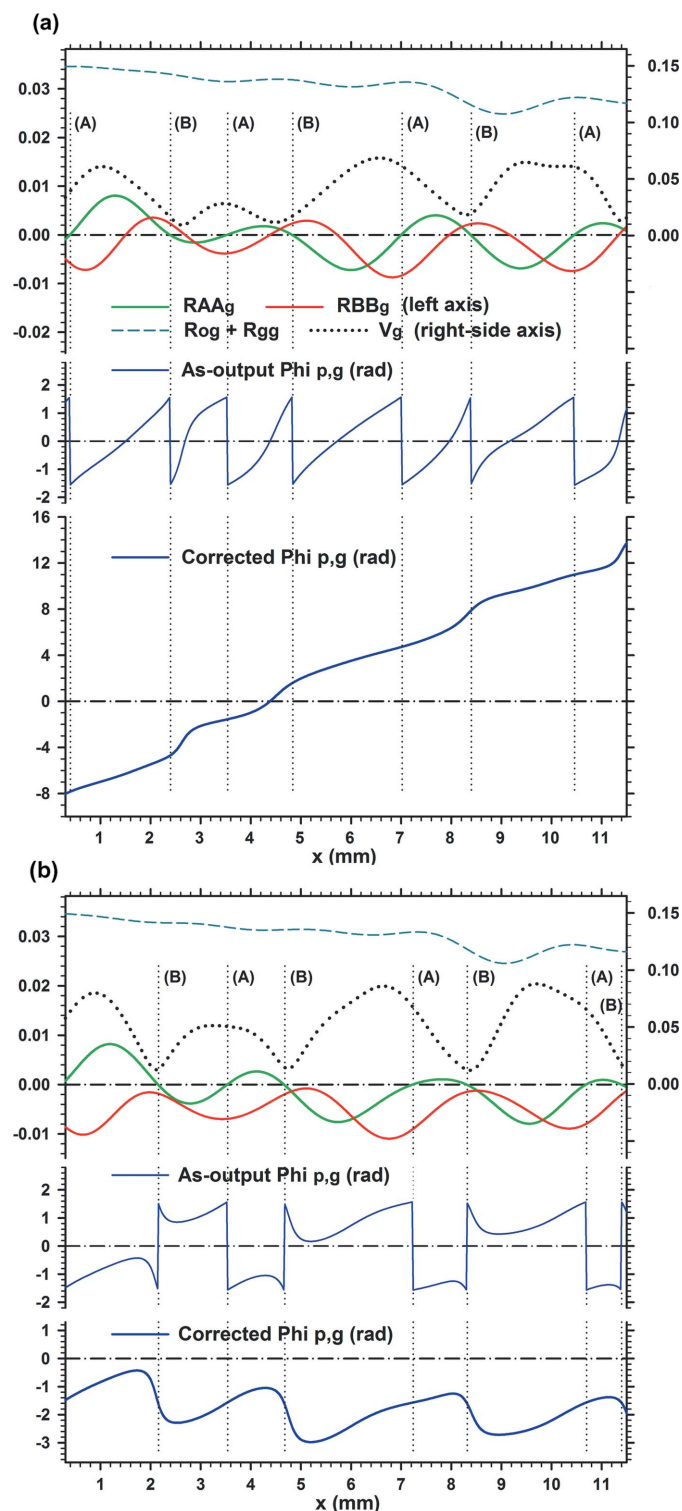 (a)
0.03
0.02
0.01
0.00
-0.01
-0.02
0.15
0.10
0.05
0.00
(A) (B) (A) (B) (A) (B) (A)
RAAg RBBg (left axis)
Rog + Rgg Vg (right-side axis)
2
1
0
-1
-2
As-output Phi p,g (rad)
16
12
8
4
0
-4
-8
Corrected Phi p,g (rad)
1 2 3 4 5 6 7 8 9 10 11
x (mm)
(b)
0.03
0.02
0.01
0.00
-0.01
0.15
0.10
0.05
0.00
(B) (A) (B) (A) (B) (A)
(B)
As-output Phi p,g (rad)
2
1
0
-1
-2
Corrected Phi p,g (rad)
1
0
-1
-2
-3
1 2 3 4 5 6 7 8 9 10 11
x (mm)